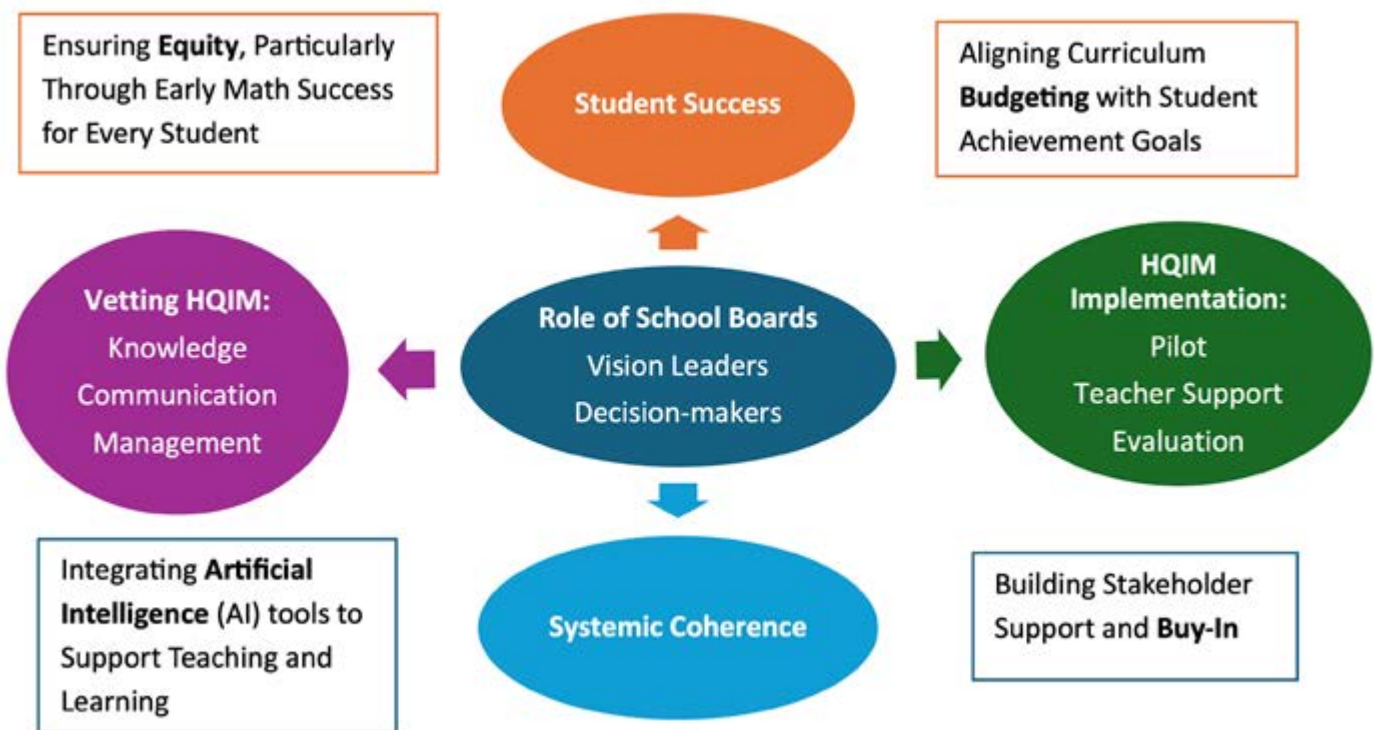 Ensuring Equity, Particularly
Through Early Math Success
for Every Student
Student Success
Aligning Curriculum
Budgeting with Student
Achievement Goals
Vetting HQIM:
Knowledge
Communication
Management
Role of School Boards
Vision Leaders
Decision-makers
HQIM
Implementation:
Pilot
Teacher Support
Evaluation
Integrating Artificial
Intelligence (AI) tools to
Support Teaching and
Learning
Systemic Coherence
Building Stakeholder
Support and Buy-In